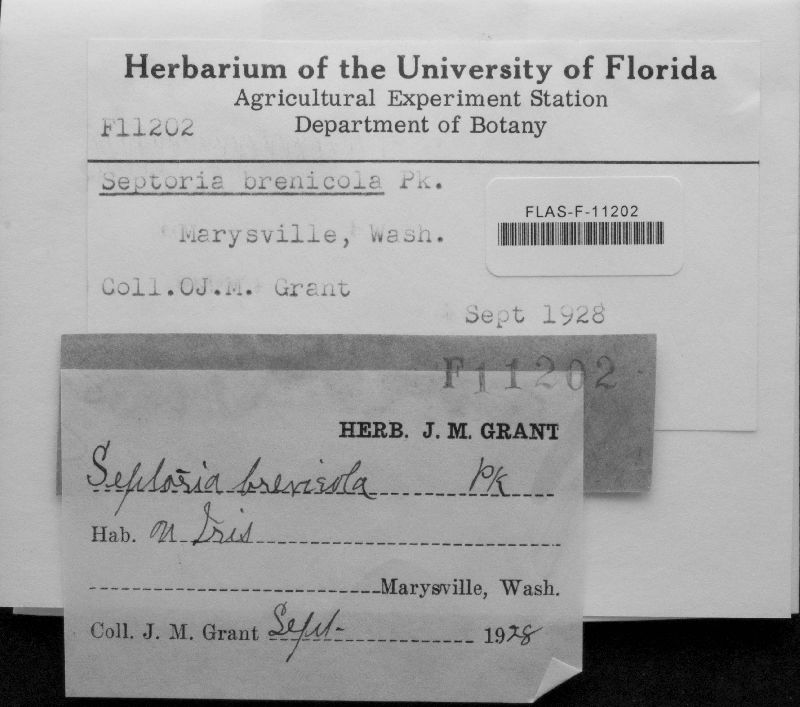 Herbarium of the University of Florida
Agricultural Experiment Station
F11202
Department of Botany
Septoria brenicola Pk.
FLAS-F-11202
Marysville, Wash.
Coll.OJ.M. Grant
Sept 1928
F11202
HERB. J. M. GRANT
Septoria brevicola Pk
Hab. on Iris
Marysville, Wash.
Coll. J. M. Grant Sept- 1928